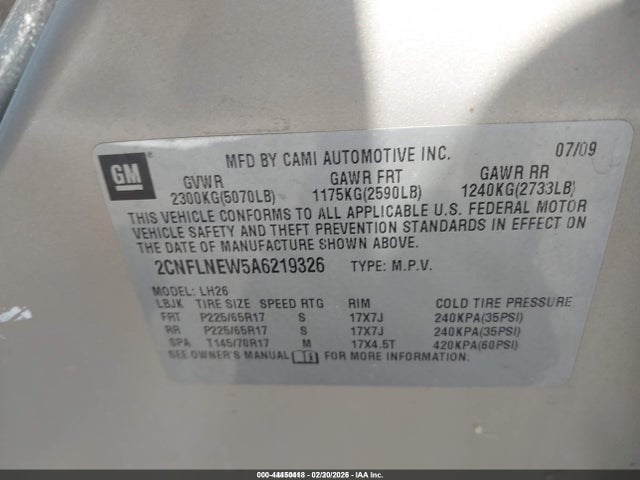 GM
MFD BY CAMI AUTOMOTIVE INC. 07/09
GVWR GAWR FRT GAWR RR
2300KG(5070LB) 1175KG(2590LB) 1240KG(2733LB)
THIS VEHICLE CONFORMS TO ALL APPLICABLE U.S. FEDERAL MOTOR
VEHICLE SAFETY AND THEFT PREVENTION STANDARDS IN EFFECT ON
THE DATE OF MANUFACTURE SHOWN ABOVE.
2CNFLNEW5A6219326 TYPE: M.P.V.
MODEL: LH26
LBJK TIRE SIZE SPEED RTG RIM COLD TIRE PRESSURE
FRT P225/65R17 S 17X7J 240KPA(35PSI)
RR P225/65R17 S 17X7J 240KPA(35PSI)
SPA T145/70R17 M 17X4.5T 420KPA(60PSI)
SEE OWNER'S MANUAL FOR MORE INFORMATION.
000-44450418 - 02/20/2026 - IAA Inc.